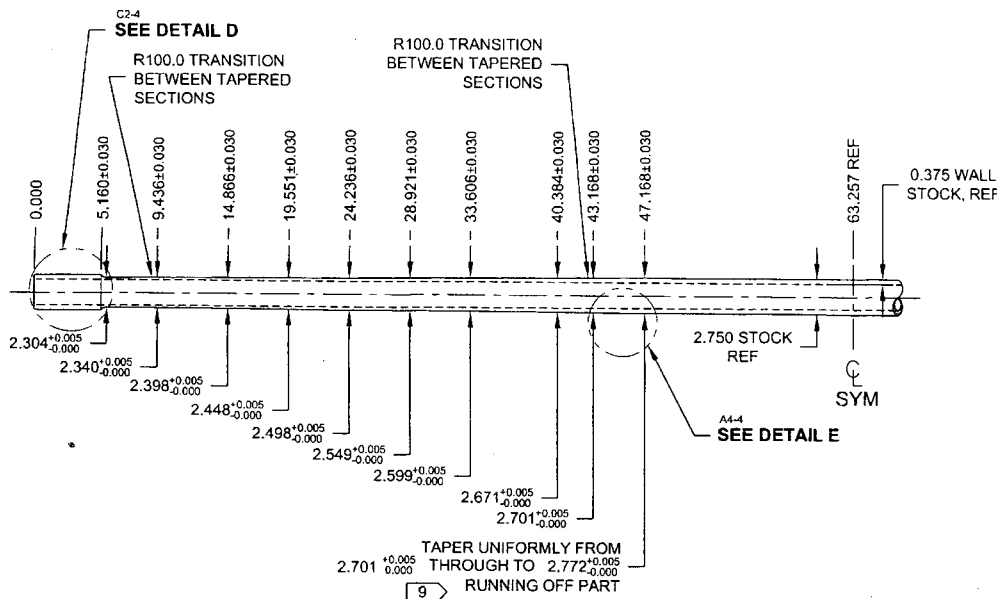 C2-4
SEE DETAIL D
R100.0 TRANSITION
BETWEEN TAPERED
SECTIONS
R100.0 TRANSITION
BETWEEN TAPERED
SECTIONS
0.000
5.160±0.030
9.436±0.030
14.866±0.030
19.551±0.030
24.236±0.030
28.921±0.030
33.606±0.030
40.384±0.030
43.168±0.030
47.168±0.030
63.257 REF
0.375 WALL
STOCK, REF
2.304 +0.005 -0.000
2.340 +0.005 -0.000
2.398 +0.005 -0.000
2.448 +0.005 -0.000
2.498 +0.005 -0.000
2.549 +0.005 -0.000
2.599 +0.005 -0.000
2.671 +0.005 -0.000
2.701 +0.005 -0.000
2.750 STOCK
REF
℄
SYM
A4-4
SEE DETAIL E
TAPER UNIFORMLY FROM
2.701 +0.005 0.000 THROUGH TO 2.772 +0.005 -0.000
RUNNING OFF PART
9